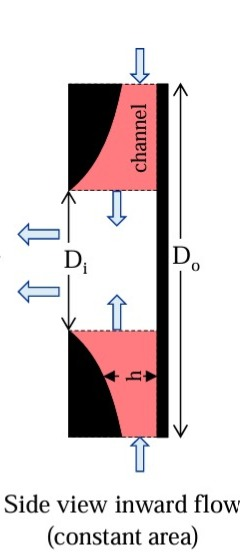 channel
Dᵢ
Dₒ
h
Side view inward flow
(constant area)